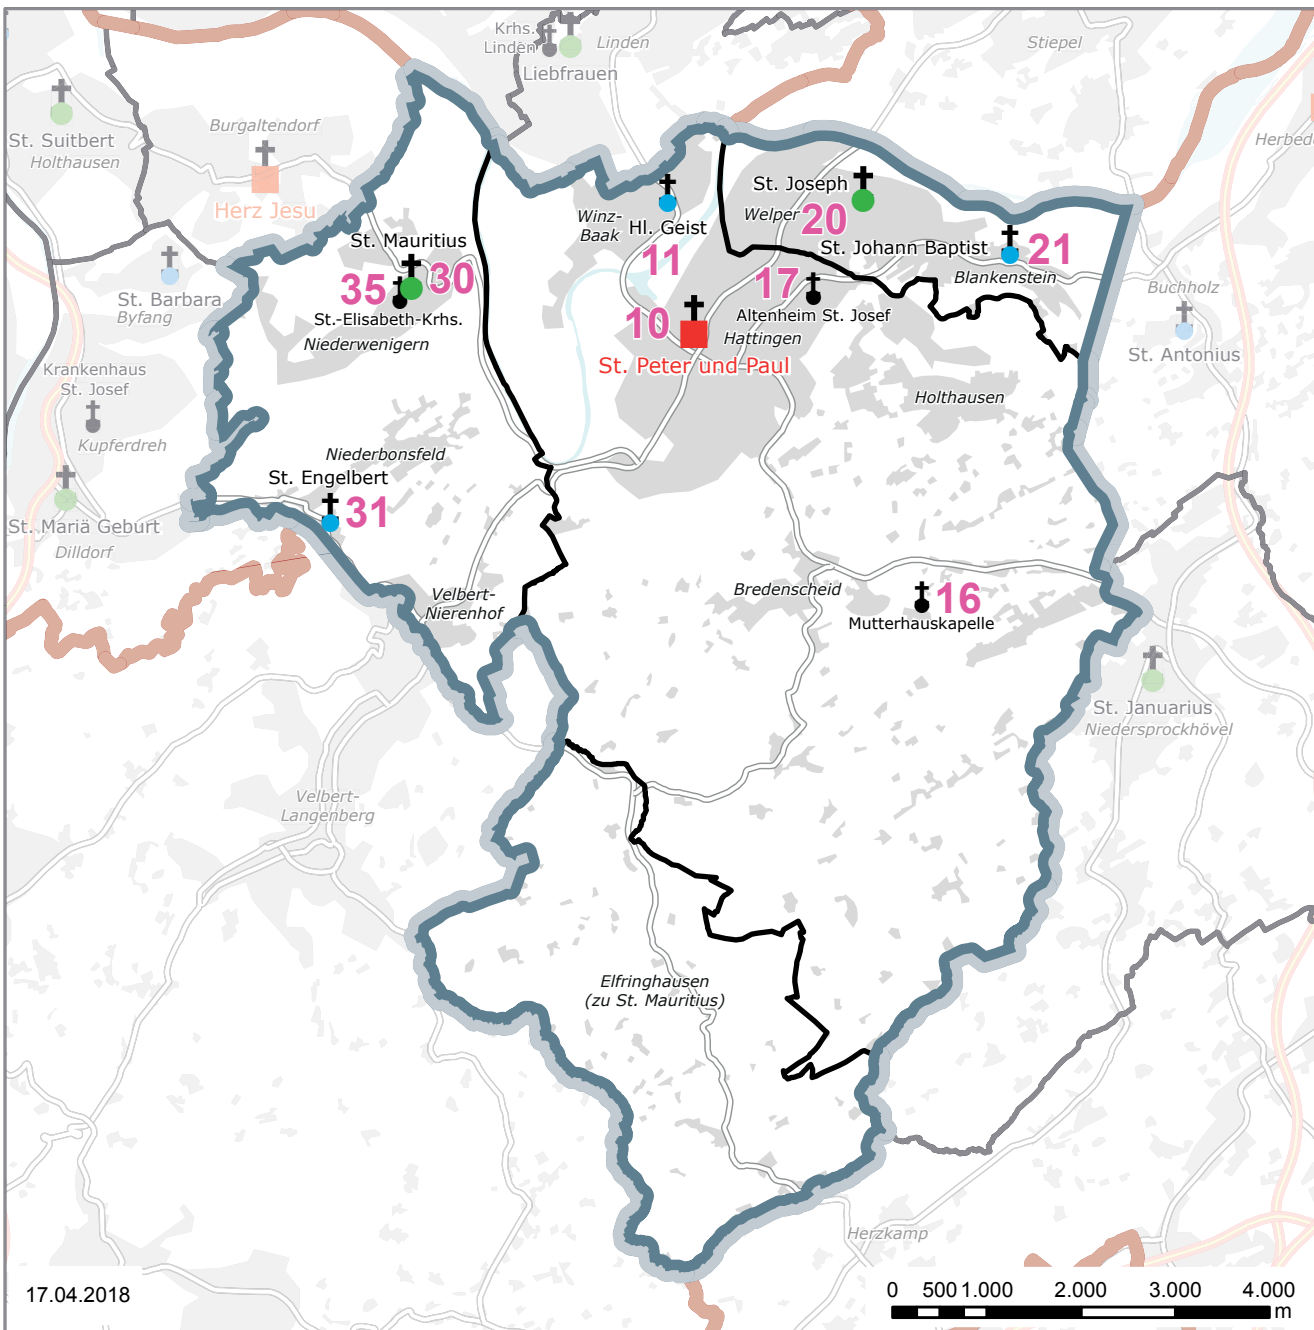 Krhs.
Linden
Linden
Stiepel
Liebfrauen
St. Suitbert
Holthausen
Burgaltendorf
Herz Jesu
St. Joseph
20
Welper
Winz-
Baak
Hl. Geist
11
St. Johann Baptist
21
Blankenstein
St. Mauritius
35
30
St.-Elisabeth-Krhs.
Niederwenigern
St. Barbara
Byfang
17
Altenheim St. Josef
10
Hattingen
St. Peter und Paul
Buchholz
St. Antonius
Krankenhaus
St. Josef
Kupferdreh
Holthausen
Niederbonsfeld
St. Engelbert
31
St. Mariä Geburt
Dilldorf
Velbert-
Nierenhof
Bredenscheid
16
Mutterhauskapelle
St. Januarius
Niedersprockhövel
Velbert-
Langenberg
Elfringhausen
(zu St. Mauritius)
Herzkamp
17.04.2018
0 500 1.000 2.000 3.000 4.000
m